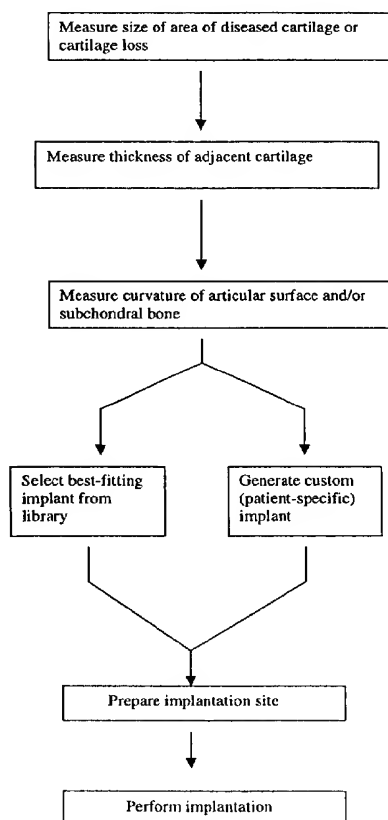 Measure size of area of diseased cartilage or
cartilage loss
Measure thickness of adjacent cartilage
Measure curvature of articular surface and/or
subchondral bone
Select best-fitting
implant from
library
Generate custom
(patient-specific)
implant
Prepare implantation site
Perform implantation